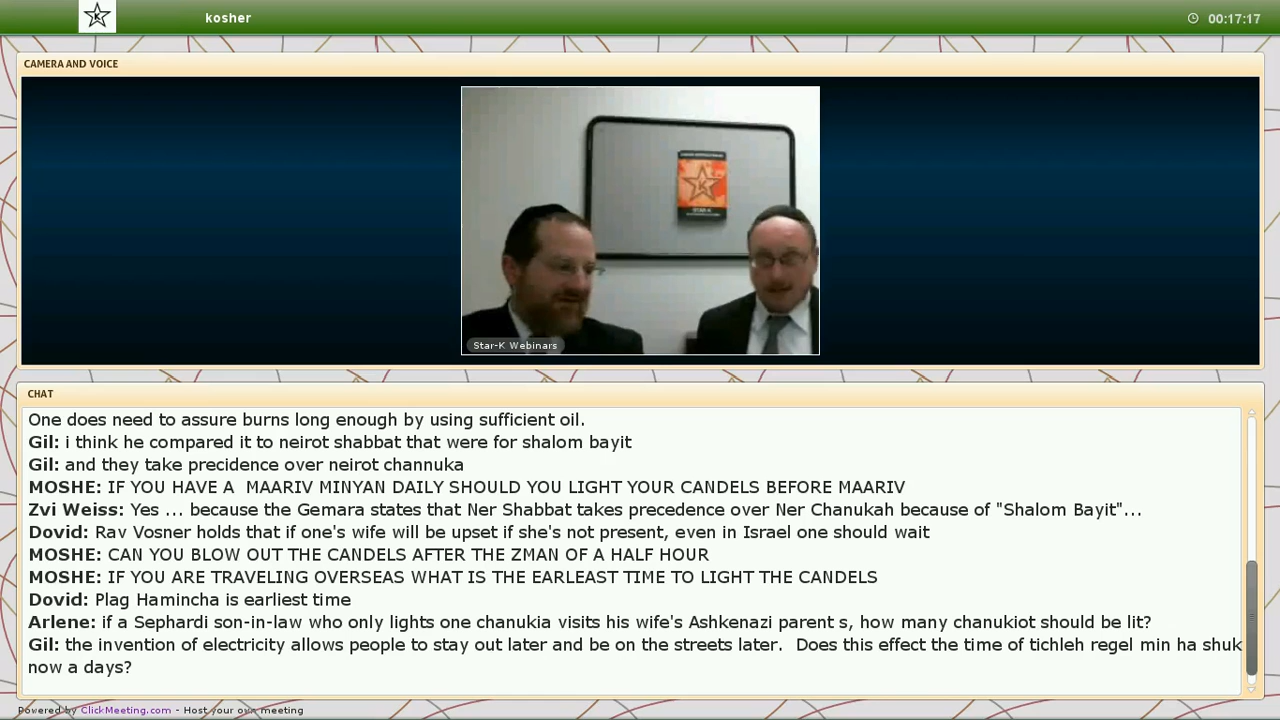 K
kosher
00:17:17
CAMERA AND VOICE
K
STAR-K
Star-K Webinars
CHAT
One does need to assure burns long enough by using sufficient oil.
Gil: i think he compared it to neirot shabbat that were for shalom bayit
Gil: and they take precidence over neirot channuka
MOSHE: IF YOU HAVE A  MAARIV MINYAN DAILY SHOULD YOU LIGHT YOUR CANDELS BEFORE MAARIV
Zvi Weiss: Yes ... because the Gemara states that Ner Shabbat takes precedence over Ner Chanukah because of "Shalom Bayit"...
Dovid: Rav Vosner holds that if one's wife will be upset if she's not present, even in Israel one should wait
MOSHE: CAN YOU BLOW OUT THE CANDELS AFTER THE ZMAN OF A HALF HOUR
MOSHE: IF YOU ARE TRAVELING OVERSEAS WHAT IS THE EARLEAST TIME TO LIGHT THE CANDELS
Dovid: Plag Hamincha is earliest time
Arlene: if a Sephardi son-in-law who only lights one chanukia visits his wife's Ashkenazi parent s, how many chanukiot should be lit?
Gil: the invention of electricity allows people to stay out later and be on the streets later.  Does this effect the time of tichleh regel min ha shuk
now a days?
Powered by ClickMeeting.com - Host your own meeting